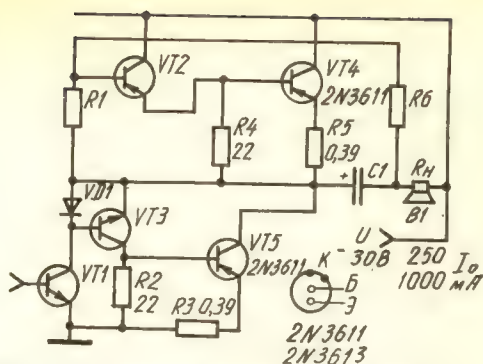 VT2
VT4
2N3611
R1
R6
R4
22
R5
0,39
C1
+
Rн
B1
VD1
VT3
VT5
2N3611
VT1
R2
22
R3 0,39
U
-30В
250
1000
I₀
мА
К
Б
Э
2N3611
2N3613